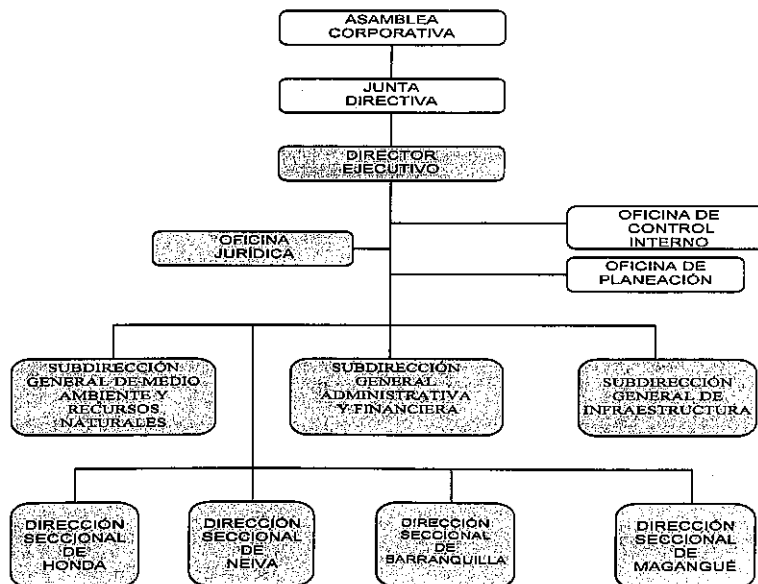 ASAMBLEA
CORPORATIVA
JUNTA
DIRECTIVA
DIRECTOR
EJECUTIVO
OFICINA DE
CONTROL
INTERNO
OFICINA
JURÍDICA
OFICINA DE
PLANEACIÓN
SUBDIRECCIÓN
GENERAL DE MEDIO
AMBIENTE Y
RECURSOS
NATURALES
SUBDIRECCIÓN
GENERAL
ADMINISTRATIVA
Y FINANCIERA
SUBDIRECCIÓN
GENERAL DE
INFRAESTRUCTURA
DIRECCIÓN
SECCIONAL
DE
HONDA
DIRECCIÓN
SECCIONAL
DE
NEIVA
DIRECCIÓN
SECCIONAL
DE
BARRANQUILLA
DIRECCIÓN
SECCIONAL
DE
MAGANGUÉ